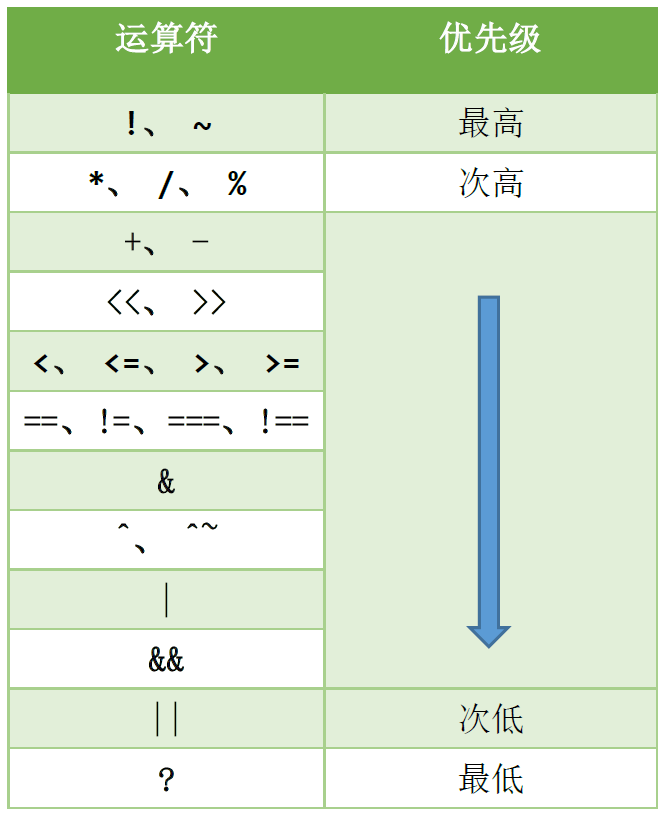 运算符 优先级
!、 ~ 最高
*、 /、 % 次高
+、 -
<<、 >>
<、 <=、 >、 >=
==、!=、===、!==
&
^、 ^~
|
&&
|| 次低
? 最低